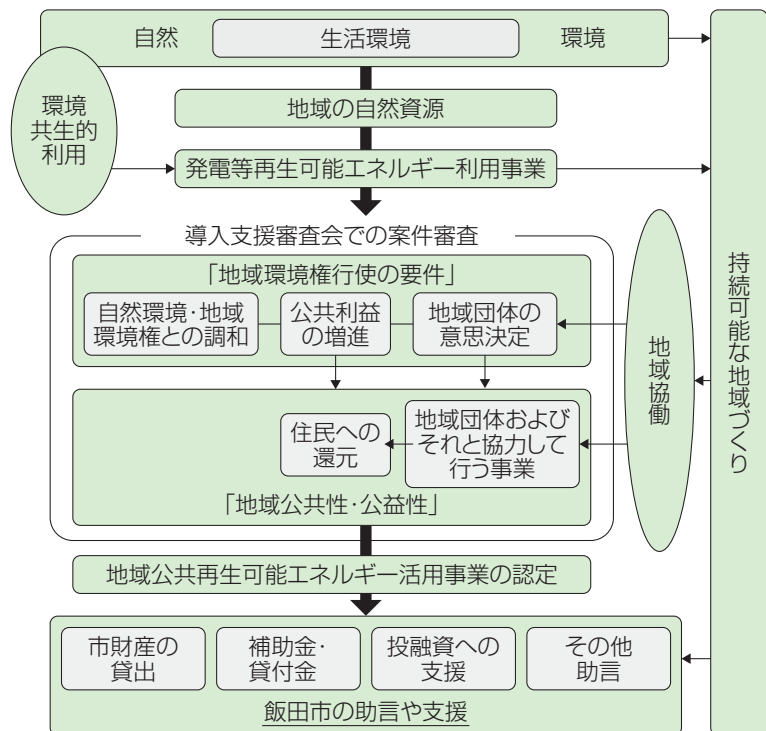 自然 生活環境 環境
環境
共生的
利用
地域の自然資源
発電等再生可能エネルギー利用事業
導入支援審査会での案件審査
「地域環境権行使の要件」
自然環境・地域
環境権との調和
公共利益
の増進
地域団体の
意思決定
住民への
還元
地域団体および
それと協力して
行う事業
「地域公共性・公益性」
地域協働
持続可能な地域づくり
地域公共再生可能エネルギー活用事業の認定
市財産の
貸出
補助金・
貸付金
投融資への
支援
その他
助言
飯田市の助言や支援